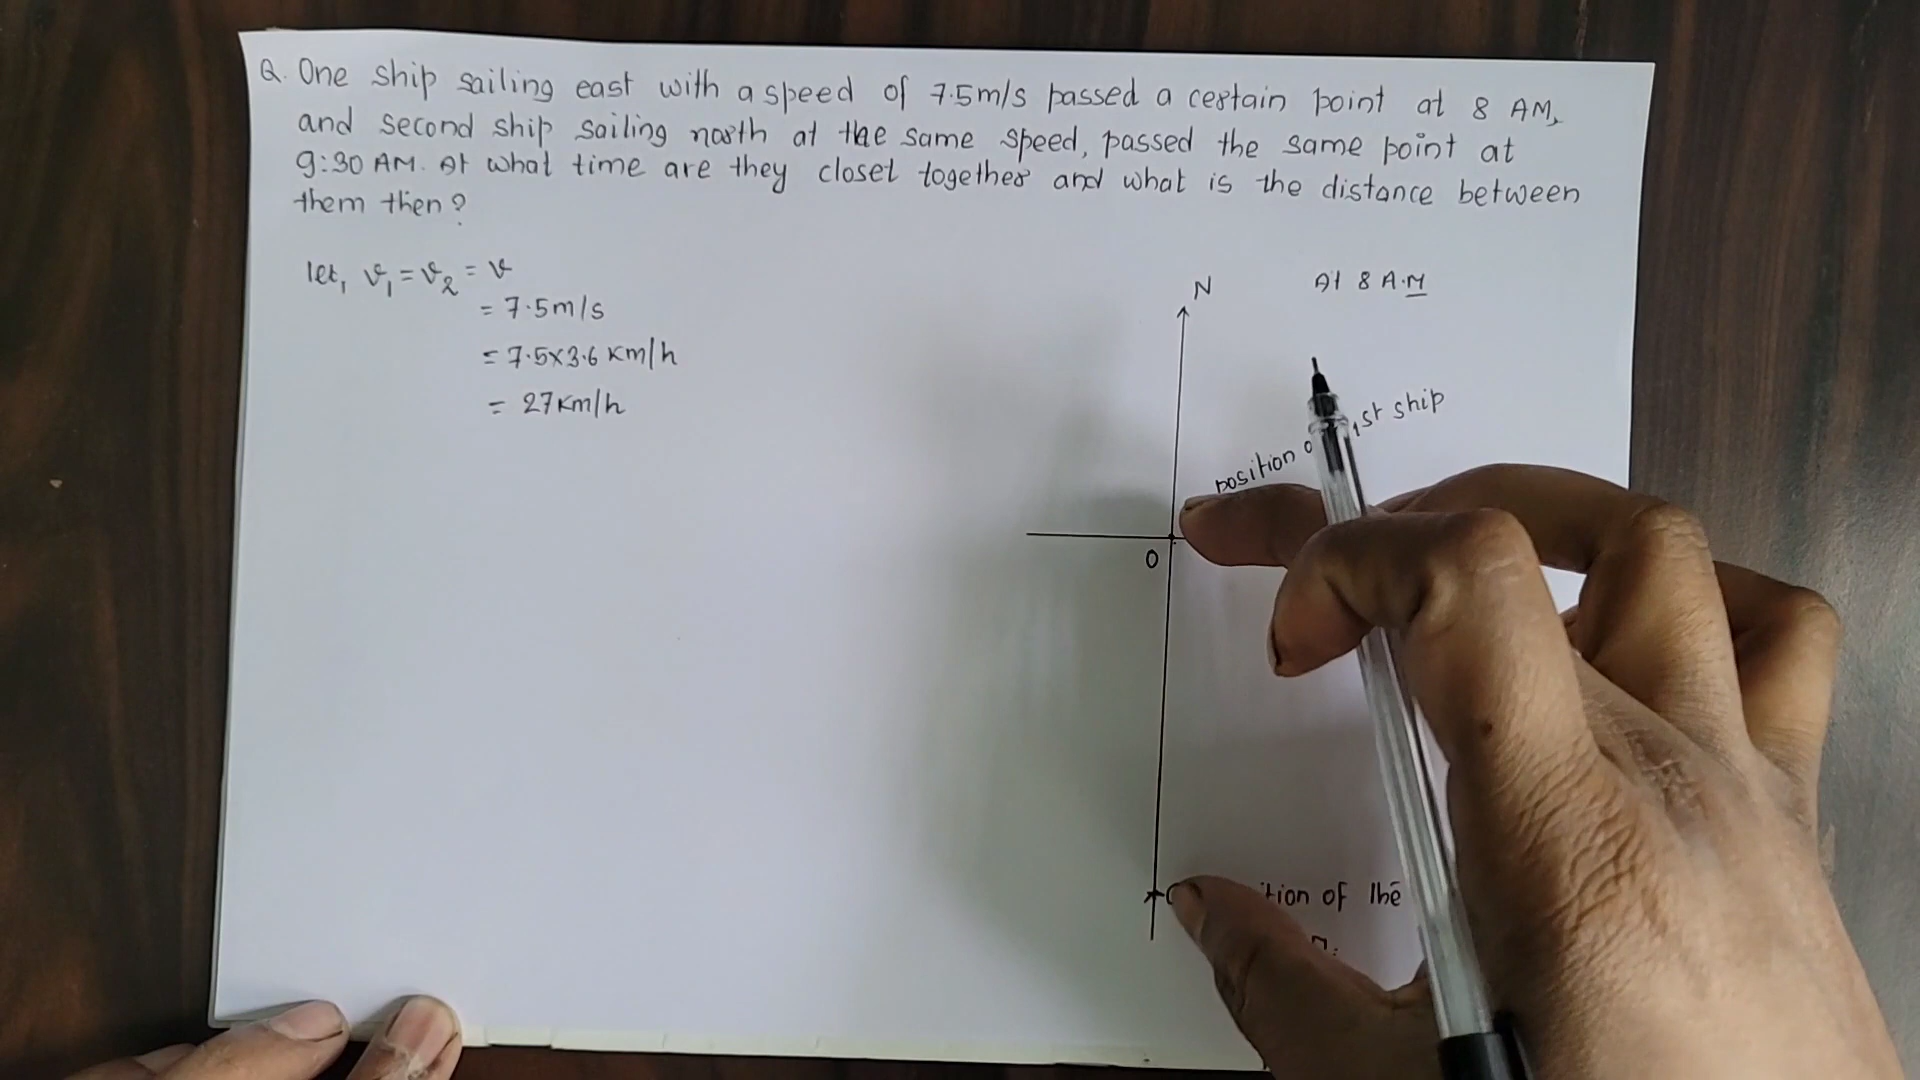 Q. One ship sailing east with a speed of 7.5m/s passed a certain point at 8 AM,
and second ship sailing north at the same speed, passed the same point at
9:30 AM. At what time are they closet together and what is the distance between
them then?
let, v₁ = v₂ = v
= 7.5m/s
= 7.5×3.6 km/h
= 27km/h
N
At 8 A.M
position 1st ship
O
tion of the